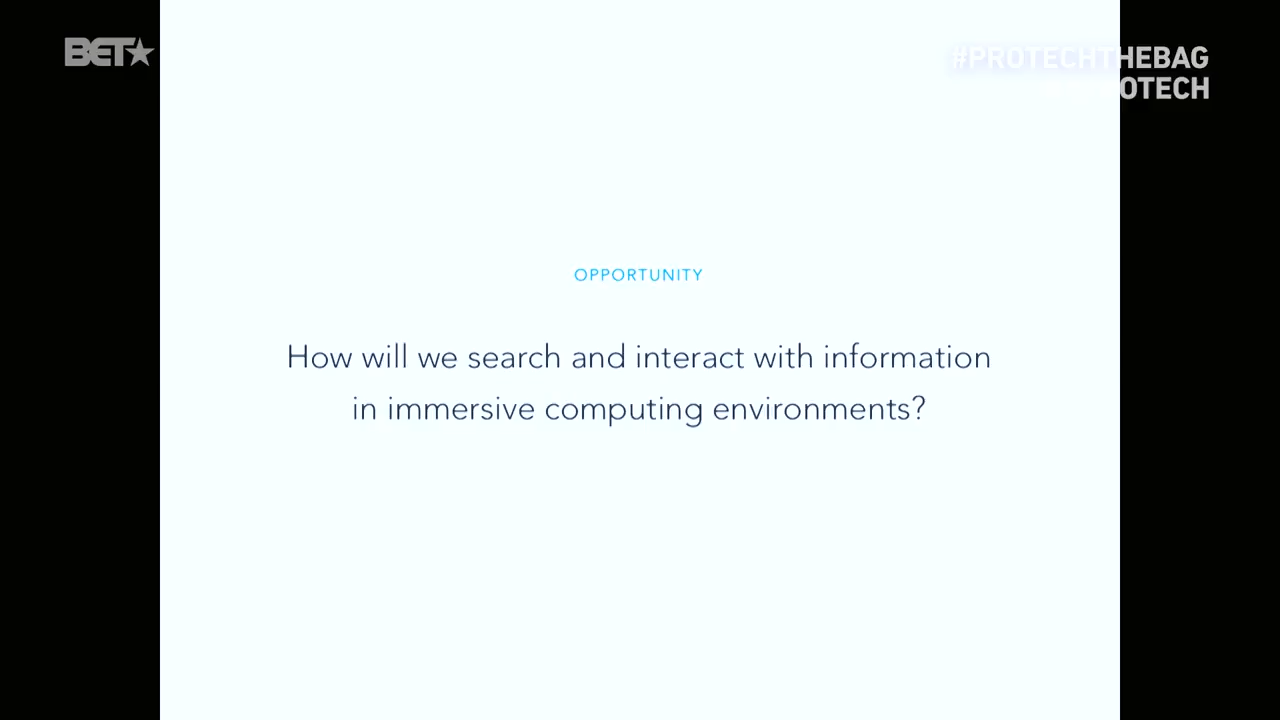 BET
#PROTECHTHEBAG
OTECH
OPPORTUNITY
How will we search and interact with information
in immersive computing environments?